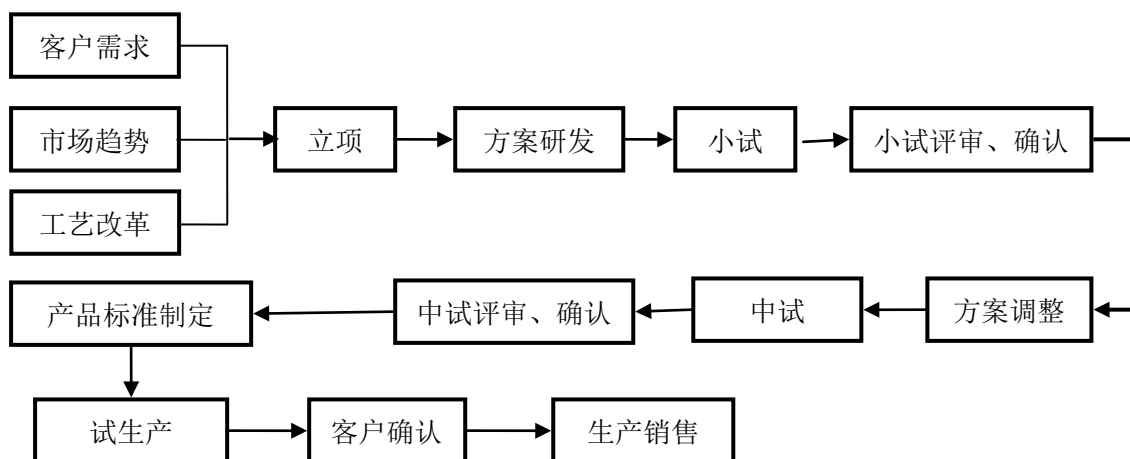 客户需求
市场趋势
工艺改革
立项
方案研发
小试
小试评审、确认
方案调整
中试
中试评审、确认
产品标准制定
试生产
客户确认
生产销售